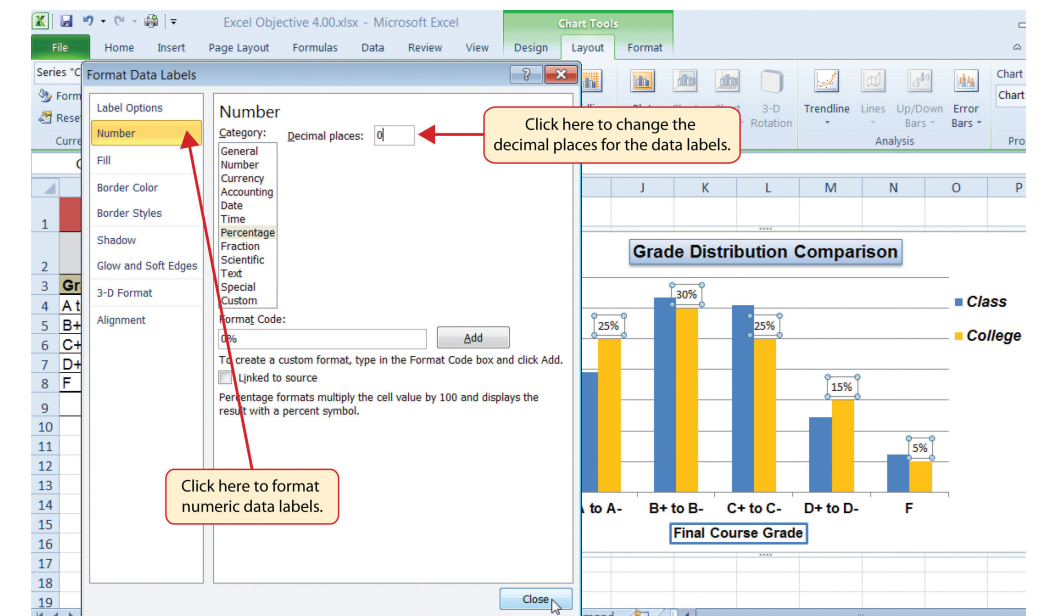 Excel Objective 4.00.xlsx - Microsoft Excel
Chart Tools
File Home Insert Page Layout Formulas Data Review View Design Layout Format
Series "C
Form
Rese
Curre
Format Data Labels
Label Options
Number
Fill
Border Color
Border Styles
Shadow
Glow and Soft Edges
3-D Format
Alignment
Number
Category:
Decimal places: 0
General
Number
Currency
Accounting
Date
Time
Percentage
Fraction
Scientific
Text
Special
Custom
Format Code:
0%
Add
To create a custom format, type in the Format Code box and click Add.
Linked to source
Percentage formats multiply the cell value by 100 and displays the
result with a percent symbol.
Close
Click here to change the
decimal places for the data labels.
Click here to format
numeric data labels.
3-D
Rotation
Trendline
Lines
Up/Down
Bars
Error
Bars
Analysis
Chart
Chart
Pro
J K L M N O P
1
2
3 Gr
4 A t
5 B+
6 C+
7 D+
8 F
9
10
11
12
13
14
15
16
17
18
19
Grade Distribution Comparison
25%
30%
25%
15%
5%
Class
College
to A- B+ to B- C+ to C- D+ to D- F
Final Course Grade